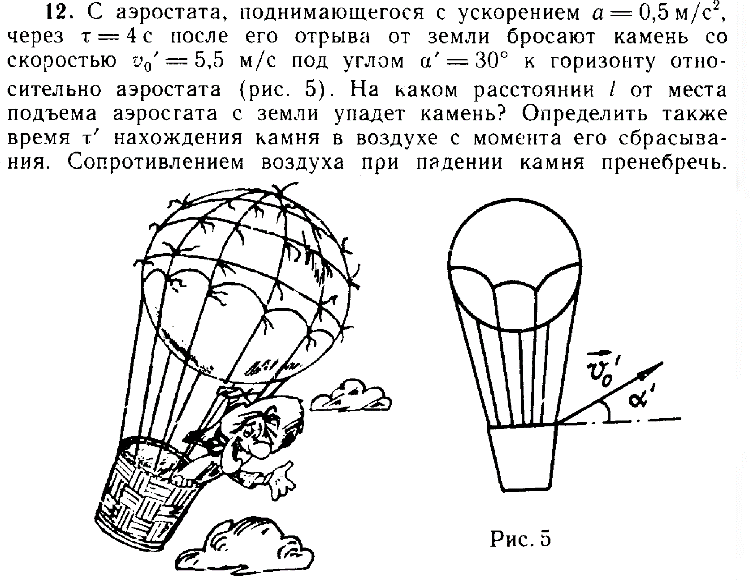 12. С аэростата, поднимающегося с ускорением a = 0,5 м/с²,
через τ = 4 с после его отрыва от земли бросают камень со
скоростью v₀′ = 5,5 м/с под углом α′ = 30° к горизонту отно-
сительно аэростата (рис. 5). На каком расстоянии l от места
подъема аэростата с земли упадет камень? Определить также
время τ′ нахождения камня в воздухе с момента его сбрасыва-
ния. Сопротивлением воздуха при падении камня пренебречь.
v₀′
α′
Рис. 5